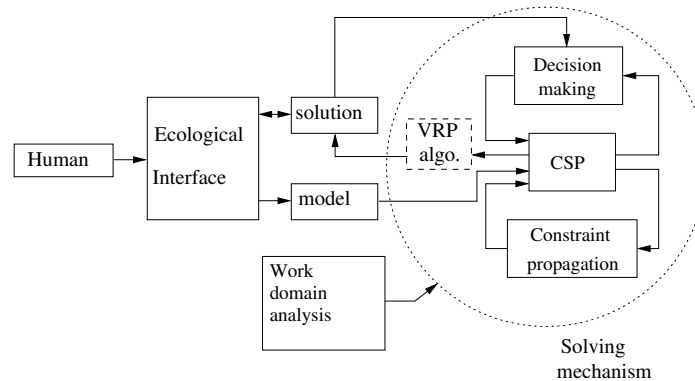 Human
Ecological
Interface
solution
model
Work
domain
analysis
VRP
algo.
Decision
making
CSP
Constraint
propagation
Solving
mechanism